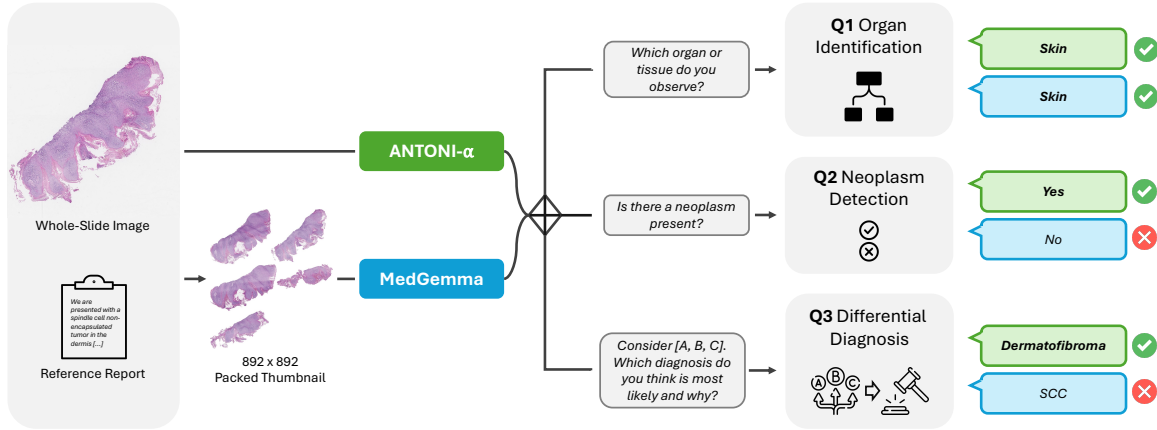 Whole-Slide Image
We are
presented with a
spindle cell non-
encapsulated
tumor in the
dermis [...]
Reference Report
892 x 892
Packed Thumbnail
ANTONI-α
MedGemma
Which organ or
tissue do you
observe?
Is there a neoplasm
present?
Consider [A, B, C].
Which diagnosis do
you think is most
likely and why?
Q1 Organ
Identification
Skin
Skin
Q2 Neoplasm
Detection
Yes
No
Q3 Differential
Diagnosis
A B C
Dermatofibroma
SCC